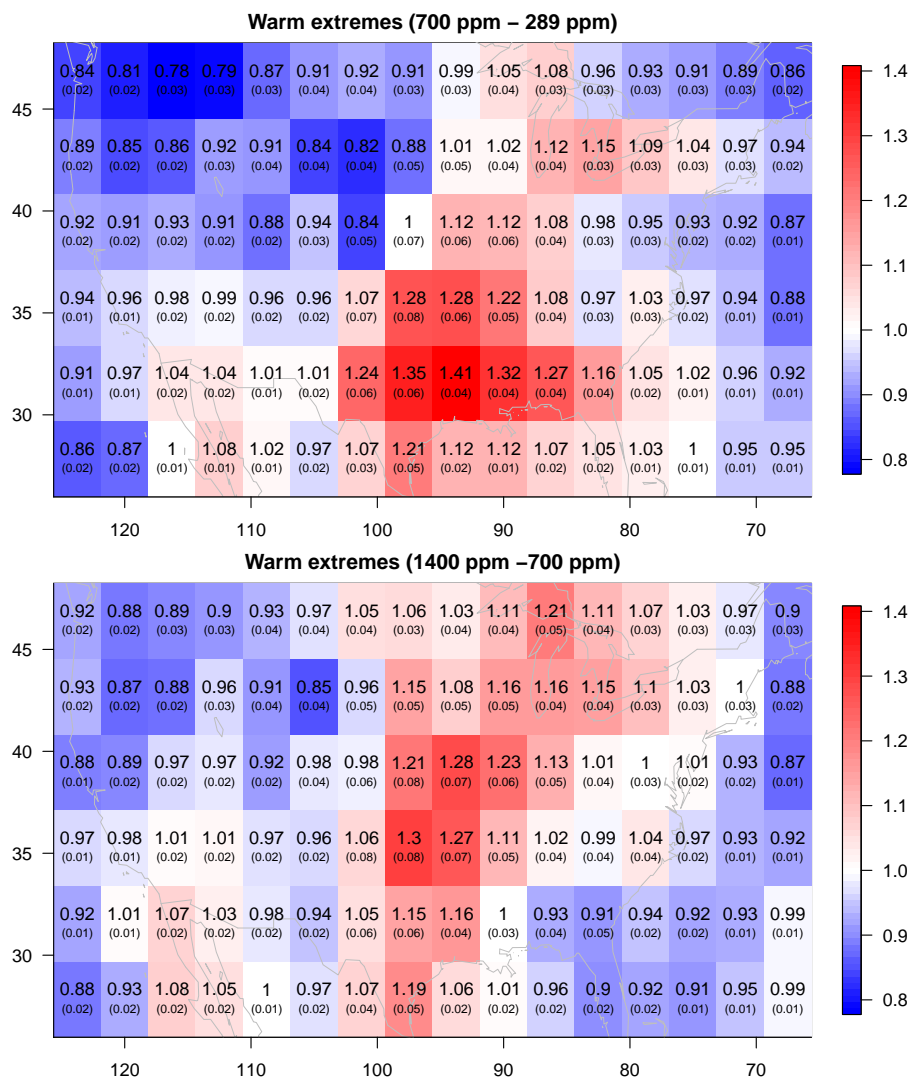 Warm extremes (700 ppm − 289 ppm)
0.84 0.81 0.78 0.79 0.87 0.91 0.92 0.91 0.99 1.05 1.08 0.96 0.93 0.91 0.89 0.86
(0.02) (0.02) (0.03) (0.03) (0.03) (0.04) (0.04) (0.03) (0.03) (0.04) (0.03) (0.03) (0.02) (0.02) (0.03) (0.02)
0.89 0.85 0.86 0.92 0.91 0.84 0.82 0.88 1.01 1.02 1.12 1.15 1.09 1.04 0.97 0.94
(0.02) (0.02) (0.02) (0.03) (0.04) (0.04) (0.04) (0.05) (0.05) (0.04) (0.04) (0.03) (0.03) (0.03) (0.03) (0.02)
0.92 0.91 0.93 0.91 0.88 0.94 0.84 1 1.12 1.12 1.08 0.98 0.95 0.93 0.92 0.87
(0.02) (0.02) (0.02) (0.02) (0.02) (0.03) (0.05) (0.07) (0.06) (0.06) (0.04) (0.03) (0.03) (0.02) (0.02) (0.01)
0.94 0.96 0.98 0.99 0.96 0.96 1.07 1.28 1.28 1.22 1.08 0.97 1.03 0.97 0.94 0.88
(0.01) (0.01) (0.02) (0.02) (0.02) (0.02) (0.07) (0.08) (0.06) (0.05) (0.04) (0.03) (0.03) (0.02) (0.01) (0.01)
0.91 0.97 1.04 1.04 1.01 1.01 1.24 1.35 1.41 1.32 1.27 1.16 1.05 1.02 0.96 0.92
(0.01) (0.01) (0.02) (0.02) (0.01) (0.02) (0.06) (0.06) (0.04) (0.04) (0.04) (0.04) (0.02) (0.02) (0.01) (0.01)
0.86 0.87 1 1.08 1.02 0.97 1.07 1.21 1.12 1.12 1.07 1.05 1.03 1 0.95 0.95
(0.02) (0.02) (0.01) (0.01) (0.01) (0.02) (0.03) (0.05) (0.02) (0.01) (0.02) (0.02) (0.01) (0.01) (0.01) (0.01)
45
40
35
30
120 110 100 90 80 70
1.4
1.3
1.2
1.1
1.0
0.9
0.8
Warm extremes (1400 ppm −700 ppm)
0.92 0.88 0.89 0.9 0.93 0.97 1.05 1.06 1.03 1.11 1.21 1.11 1.07 1.03 0.97 0.9
(0.02) (0.02) (0.03) (0.03) (0.04) (0.04) (0.04) (0.03) (0.04) (0.04) (0.05) (0.04) (0.03) (0.03) (0.03) (0.03)
0.93 0.87 0.88 0.96 0.91 0.85 0.96 1.15 1.08 1.16 1.16 1.15 1.1 1.03 1 0.88
(0.02) (0.02) (0.02) (0.03) (0.04) (0.04) (0.05) (0.05) (0.05) (0.05) (0.04) (0.04) (0.03) (0.03) (0.03) (0.02)
0.88 0.89 0.97 0.97 0.92 0.98 0.98 1.21 1.28 1.23 1.13 1.01 1 1.01 0.93 0.87
(0.01) (0.02) (0.02) (0.02) (0.02) (0.04) (0.06) (0.08) (0.07) (0.06) (0.05) (0.04) (0.03) (0.02) (0.02) (0.01)
0.97 0.98 1.01 1.01 0.97 0.96 1.06 1.3 1.27 1.11 1.02 0.99 1.04 0.97 0.93 0.92
(0.01) (0.01) (0.02) (0.02) (0.02) (0.02) (0.08) (0.08) (0.07) (0.05) (0.04) (0.04) (0.04) (0.02) (0.01) (0.01)
0.92 1.01 1.07 1.03 0.98 0.94 1.05 1.15 1.16 1 0.93 0.91 0.94 0.92 0.93 0.99
(0.01) (0.01) (0.02) (0.02) (0.02) (0.02) (0.06) (0.06) (0.04) (0.03) (0.04) (0.05) (0.02) (0.02) (0.01) (0.01)
0.88 0.93 1.08 1.05 1 0.97 1.07 1.19 1.06 1.01 0.96 0.9 0.92 0.91 0.95 0.99
(0.02) (0.02) (0.02) (0.02) (0.01) (0.02) (0.04) (0.05) (0.02) (0.02) (0.02) (0.02) (0.02) (0.01) (0.01) (0.01)
45
40
35
30
120 110 100 90 80 70
1.4
1.3
1.2
1.1
1.0
0.9
0.8